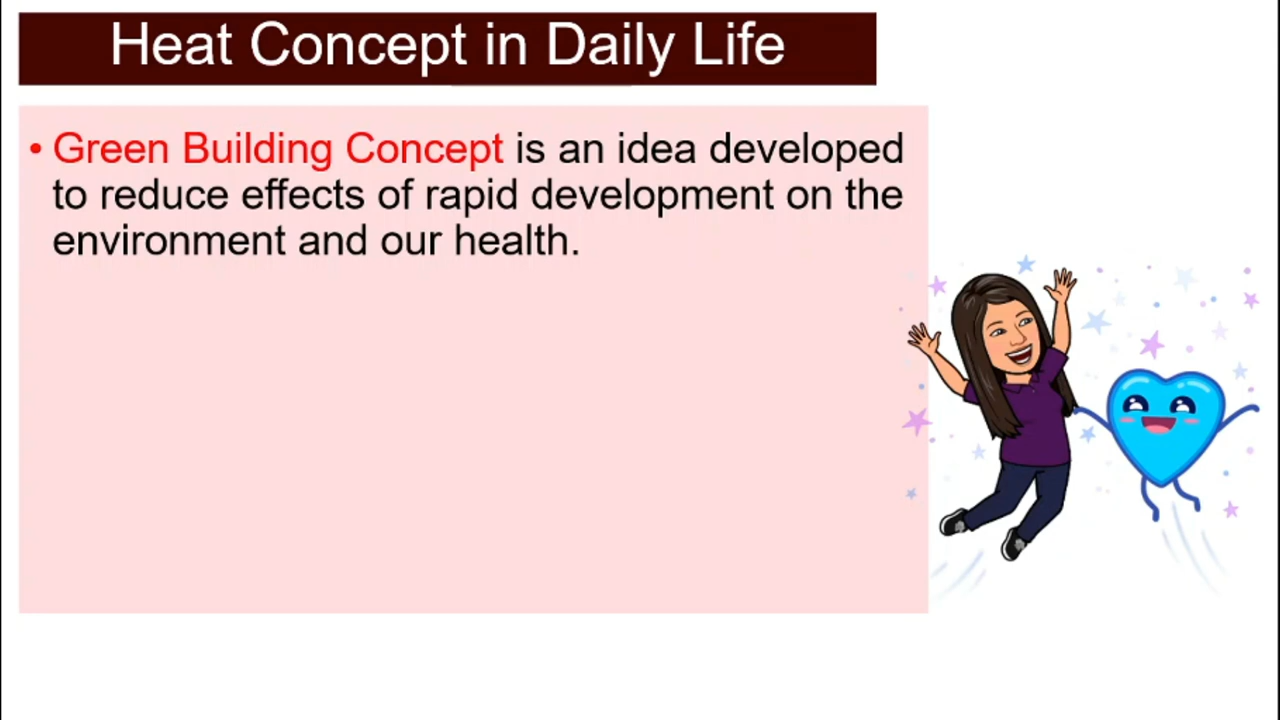 Heat Concept in Daily Life
• Green Building Concept is an idea developed
to reduce effects of rapid development on the
environment and our health.